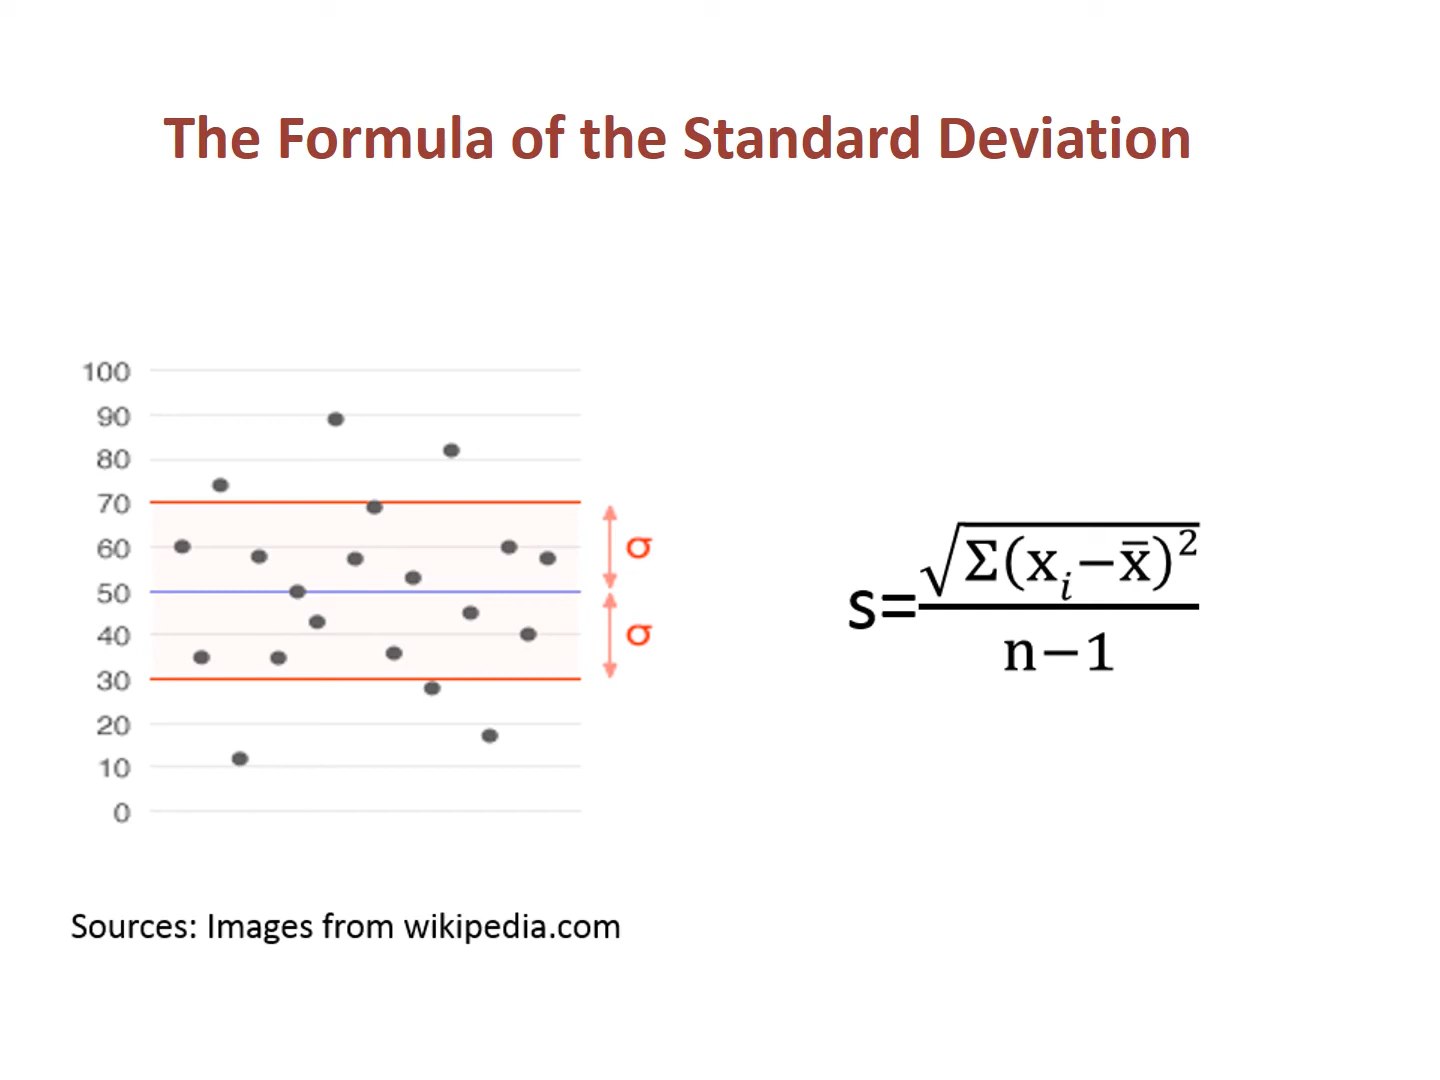 The Formula of the Standard Deviation
100
90
80
70
60
50
40
30
20
10
0
σ
σ
s=√Σ(xᵢ−x̄)²
n−1
Sources: Images from wikipedia.com